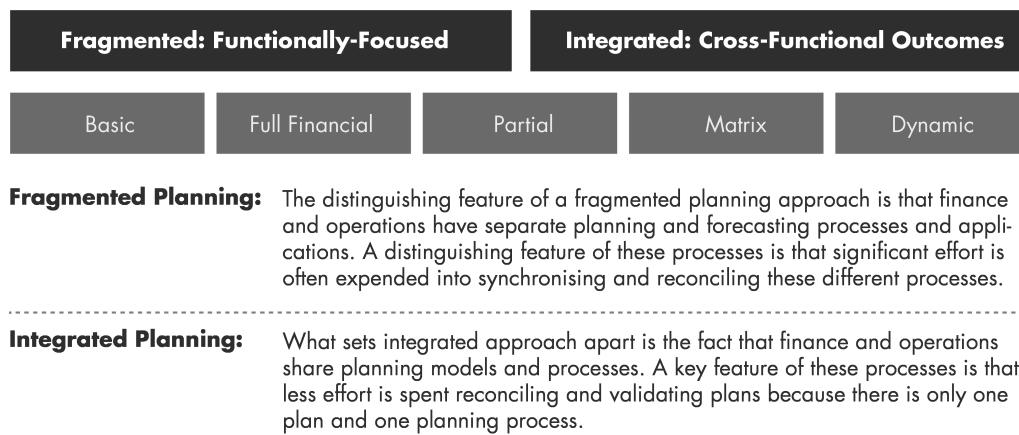 Fragmented: Functionally-Focused
Integrated: Cross-Functional Outcomes
Basic
Full Financial
Partial
Matrix
Dynamic
Fragmented Planning:
The distinguishing feature of a fragmented planning approach is that finance
and operations have separate planning and forecasting processes and appli-
cations. A distinguishing feature of these processes is that significant effort is
often expended into synchronising and reconciling these different processes.
Integrated Planning:
What sets integrated approach apart is the fact that finance and operations
share planning models and processes. A key feature of these processes is that
less effort is spent reconciling and validating plans because there is only one
plan and one planning process.